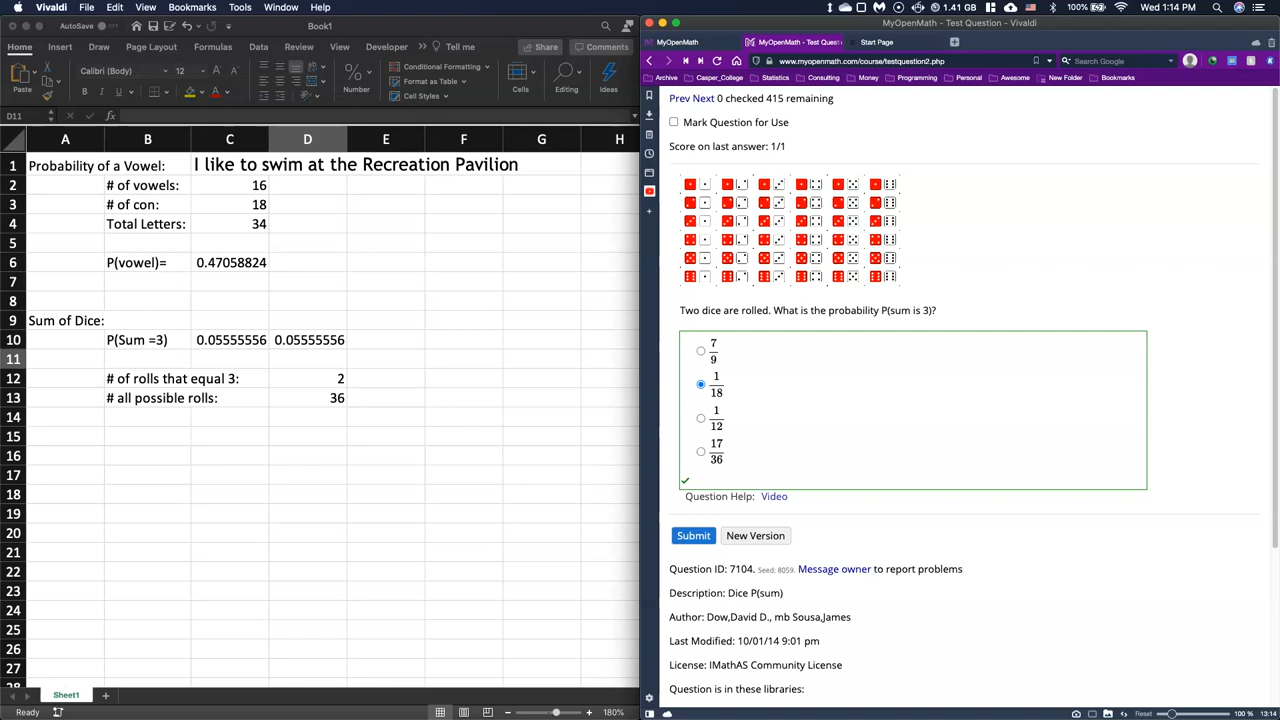 Vivaldi File Edit View Bookmarks Tools Window Help 1.41 GB 100% Fri 1:14 PM
AutoSave Book1
Home Insert Draw Page Layout Formulas Data Review Tell me Share Comments
Paste Calibri (Body) Number Conditional Formatting Format as Table Cell Styles Cells Editing Ideas
D11 fx
A B C D E F G H
1 Probability of a Vowel: I like to swim at the Recreation Pavilion
2 # of vowels: 16
3 # of con: 18
4 Total Letters: 34
5
6 P(vowel)= 0.47058824
7
8
9 Sum of Dice:
10 P(Sum =3) 0.05555556 0.05555556
11
12 # of rolls that equal 3: 2
13 # all possible rolls: 36
14
15
16
17
18
19
20
21
22
23
24
25
26
27
28
Sheet1
Ready 180%
MyOpenMath - Test Question - Vivaldi
MyOpenMath MyOpenMath - Test Quest Start Page
www.myopenmath.com/course/testquestion2.php Search Google
Archive Casper_College Statistics Consulting Money Programming Personal Awesome New Folder Bookmarks
Prev Next 0 checked 415 remaining
Mark Question for Use
Score on last answer: 1/1
Two dice are rolled. What is the probability P(sum is 3)?
7
9
1
18
1
12
17
36
Question Help: Video
Submit New Version
Question ID: 7104. Seed: 8059. Message owner to report problems
Description: Dice P(sum)
Author: Dow,David D., mb Sousa,James
Last Modified: 10/01/14 9:01 pm
License: IMathAS Community License
Question is in these libraries:
Reset 100 % 13:14